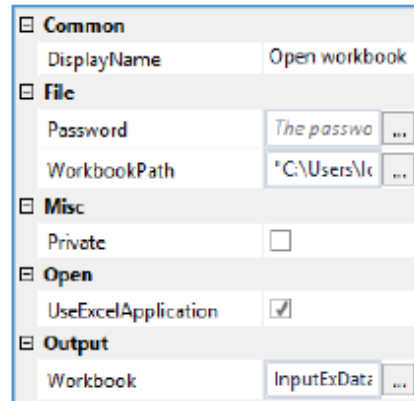 Common
DisplayName Open workbook
File
Password The passwo ...
WorkbookPath "C:\Users\lc ...
Misc
Private
Open
UseExcelApplication
Output
Workbook InputExData ...